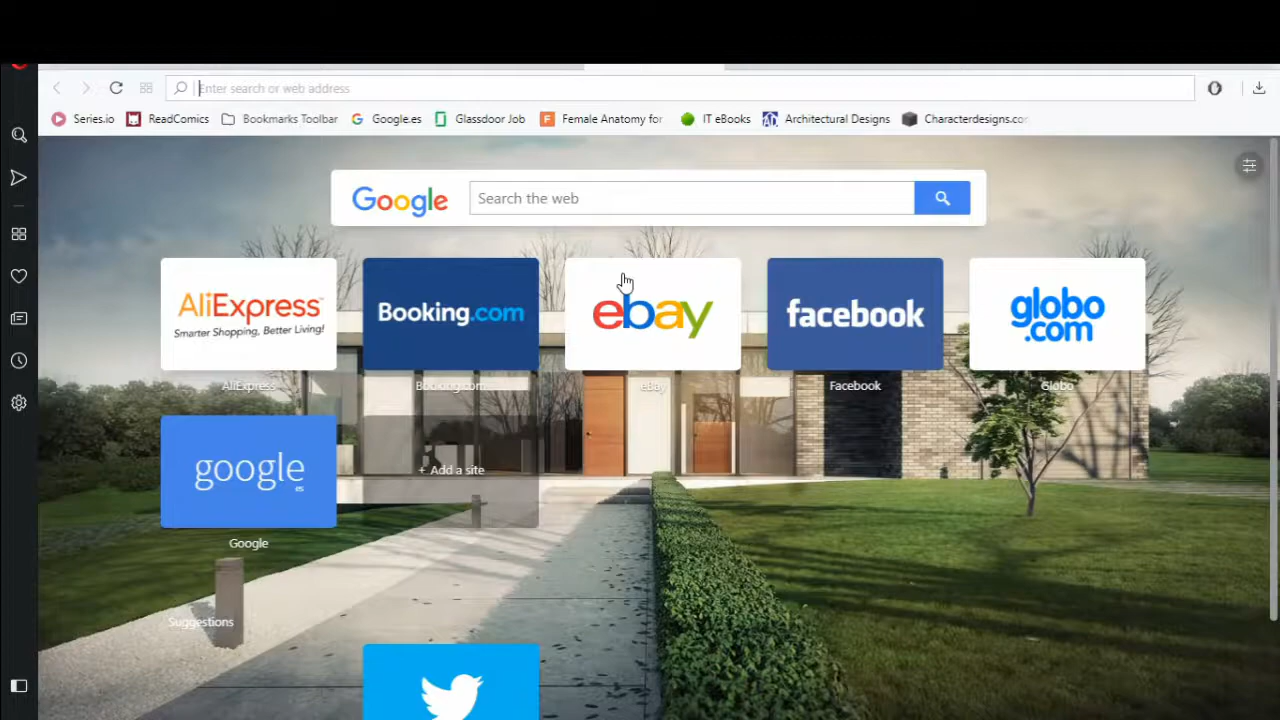 Enter search or web address
Series.io ReadComics Bookmarks Toolbar Google.es Glassdoor Job Female Anatomy for IT eBooks Architectural Designs Characterdesigns.co
Google Search the web
AliExpress Booking.com ebay facebook globo
Smarter Shopping, Better Living! .com
AliExpress Booking.com eBay Facebook Globo
google + Add a site
es
Google
Suggestions